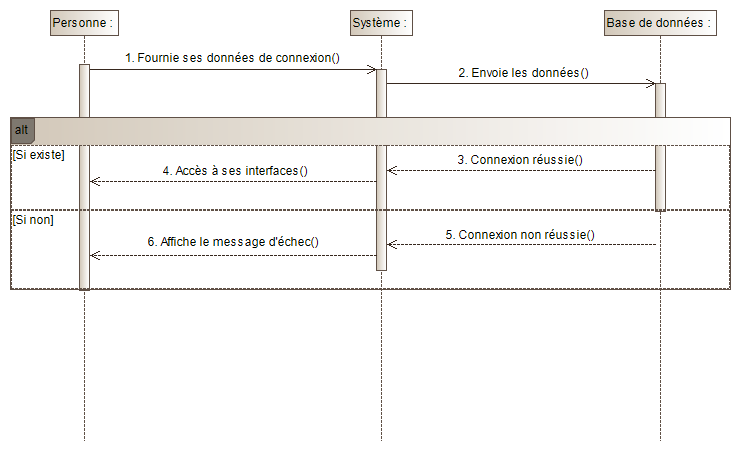 Personne :
Système :
Base de données :
1. Fournie ses données de connexion()
2. Envoie les données()
alt
[Si existe]
3. Connexion réussie()
4. Accès à ses interfaces()
[Si non]
5. Connexion non réussie()
6. Affiche le message d'échec()